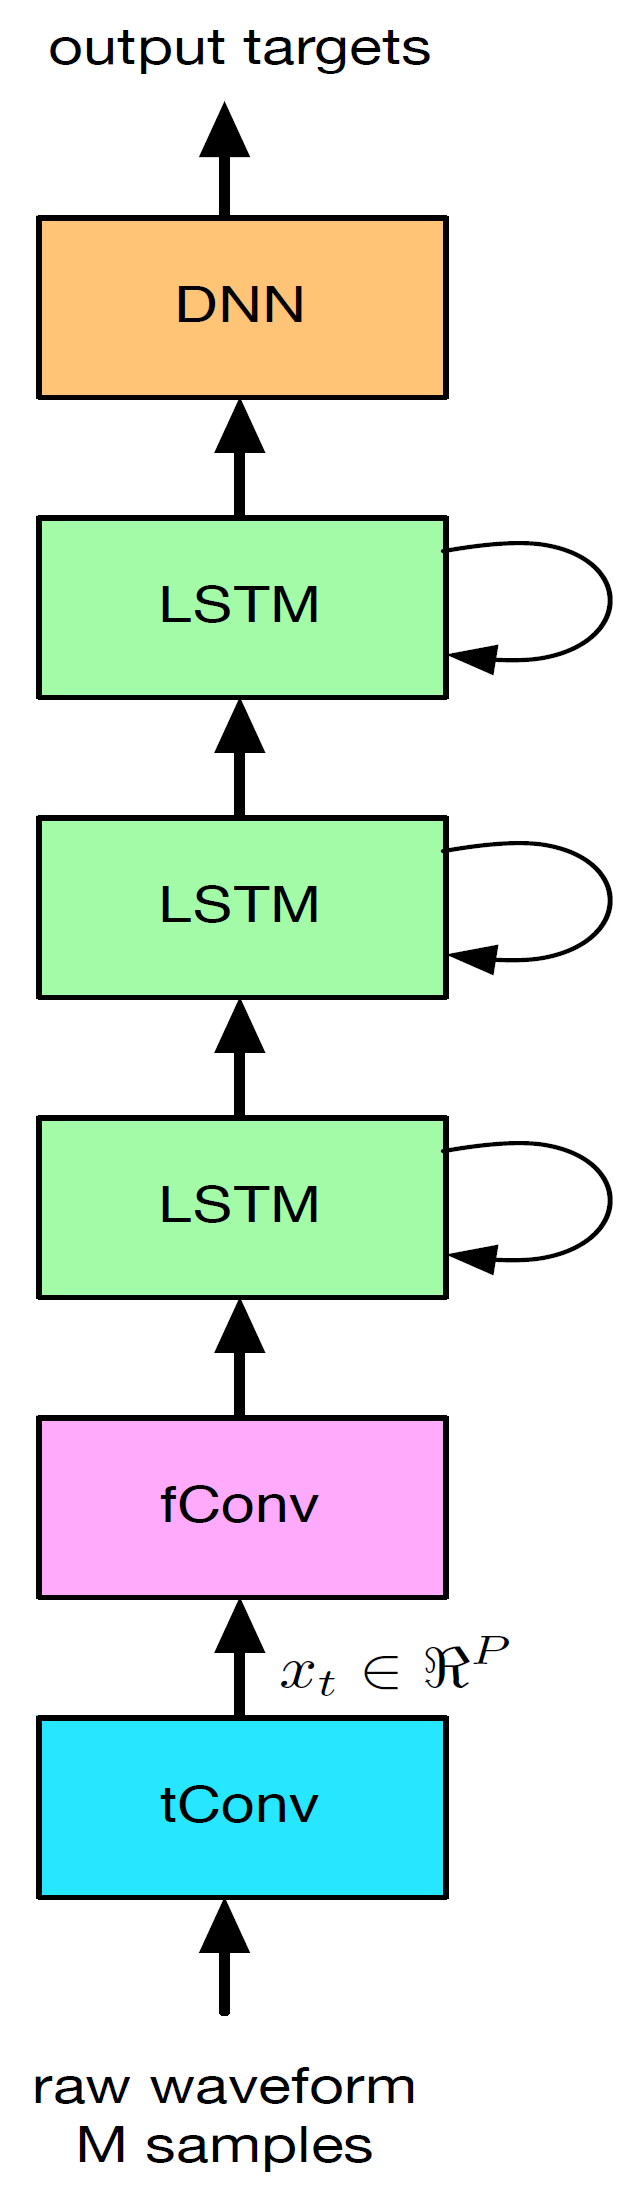 output targets
DNN
LSTM
LSTM
LSTM
fConv
x_t ∈ ℜ^P
tConv
raw waveform
M samples